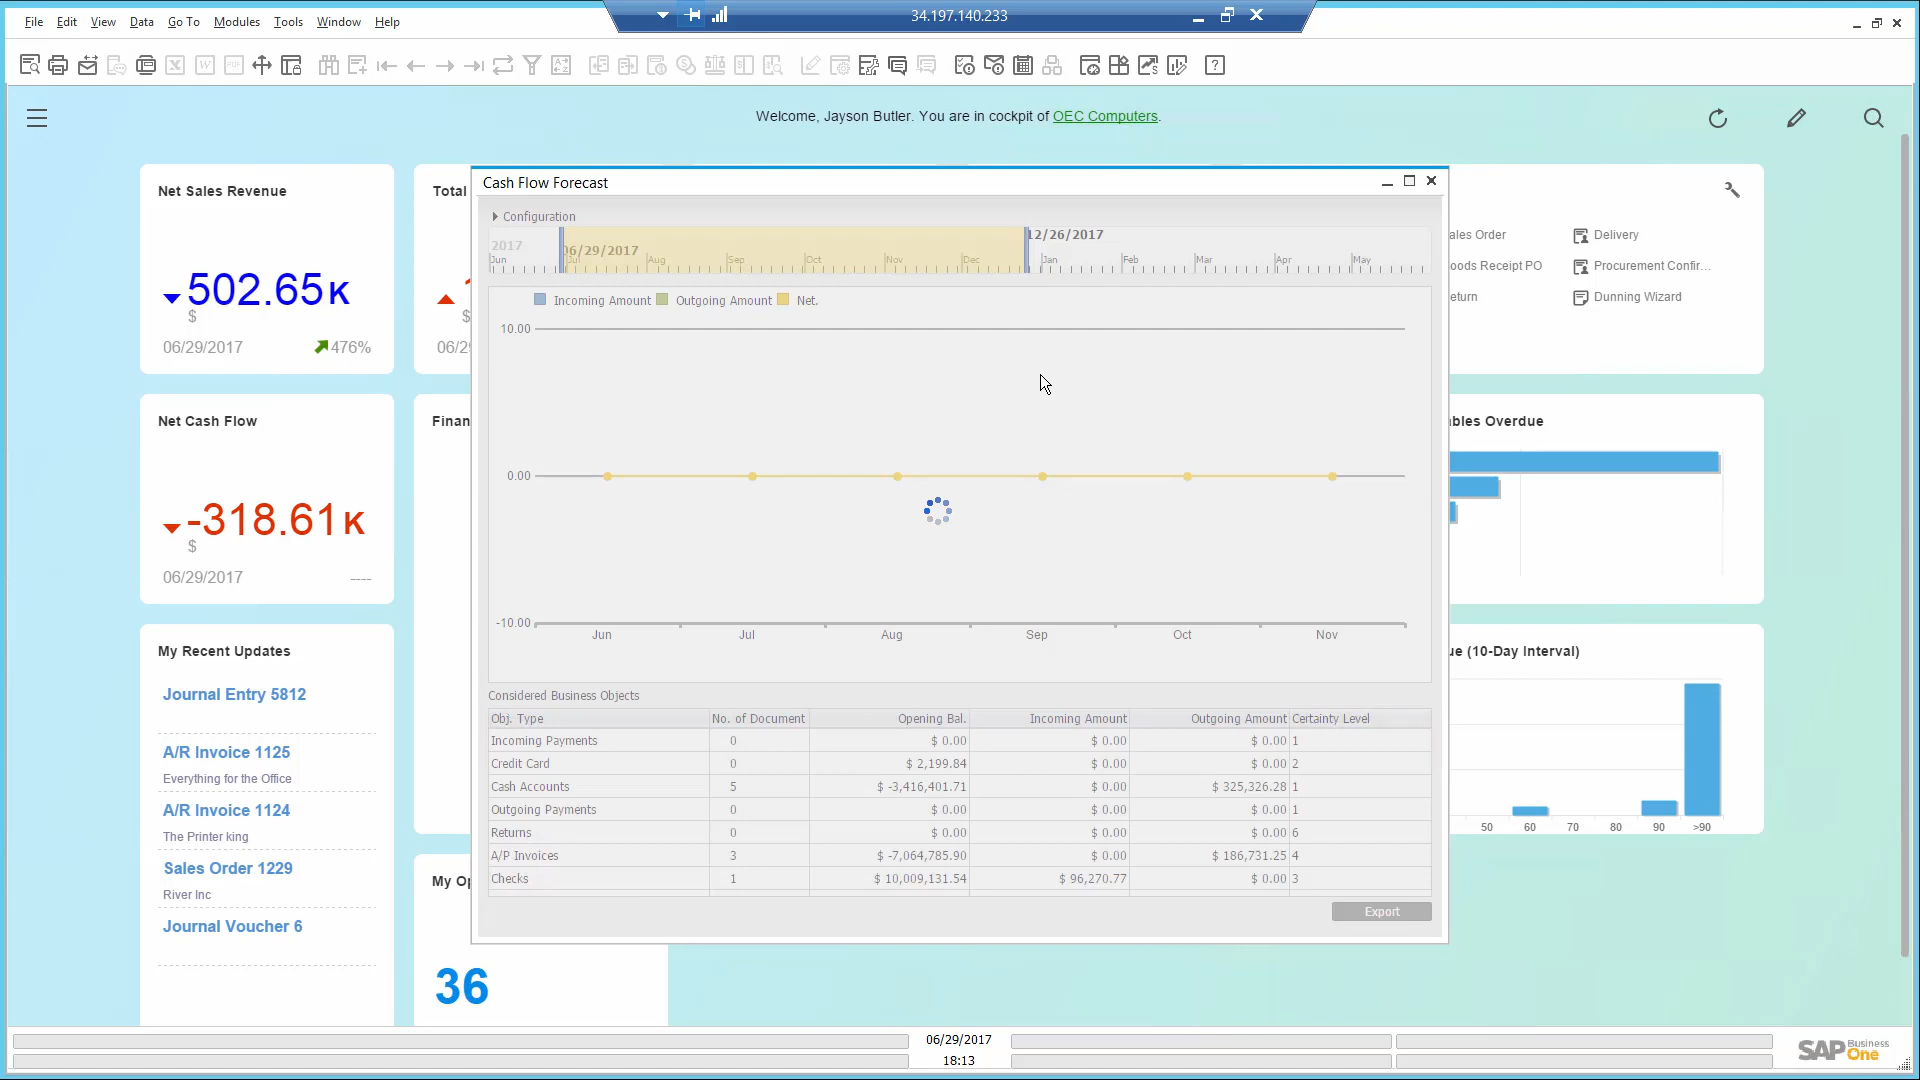 34.197.140.233
File Edit View Data Go To Modules Tools Window Help
Welcome, Jayson Butler. You are in cockpit of OEC Computers.
Net Sales Revenue
502.65K
$
06/29/2017 476%
Total
$
Net Cash Flow
-318.61K
$
06/29/2017 ----
My Recent Updates
Journal Entry 5812
A/R Invoice 1125
Everything for the Office
A/R Invoice 1124
The Printer king
Sales Order 1229
River Inc
Journal Voucher 6
36
Cash Flow Forecast
Configuration
2017 06/29/2017 12/26/2017
Jun Jul Aug Sep Oct Nov Dec Jan Feb Mar Apr May
Incoming Amount Outgoing Amount Net.
10.00
0.00
-10.00
Jun Jul Aug Sep Oct Nov
Considered Business Objects
Obj. Type No. of Document Opening Bal. Incoming Amount Outgoing Amount Certainty Level
Incoming Payments 0 $ 0.00 $ 0.00 $ 0.00 1
Credit Card 0 $ 2,199.84 $ 0.00 $ 0.00 2
Cash Accounts 5 $ -3,416,401.71 $ 0.00 $ 325,326.28 1
Outgoing Payments 0 $ 0.00 $ 0.00 $ 0.00 1
Returns 0 $ 0.00 $ 0.00 $ 0.00 6
A/P Invoices 3 $ -7,064,785.90 $ 0.00 $ 186,731.25 4
Checks 1 $ 10,009,131.54 $ 96,270.77 $ 0.00 3
Export
ales Order Delivery
oods Receipt PO Procurement Confir...
eturn Dunning Wizard
bles Overdue
ue (10-Day Interval)
50 60 70 80 90 >90
06/29/2017
18:13
SAP Business One